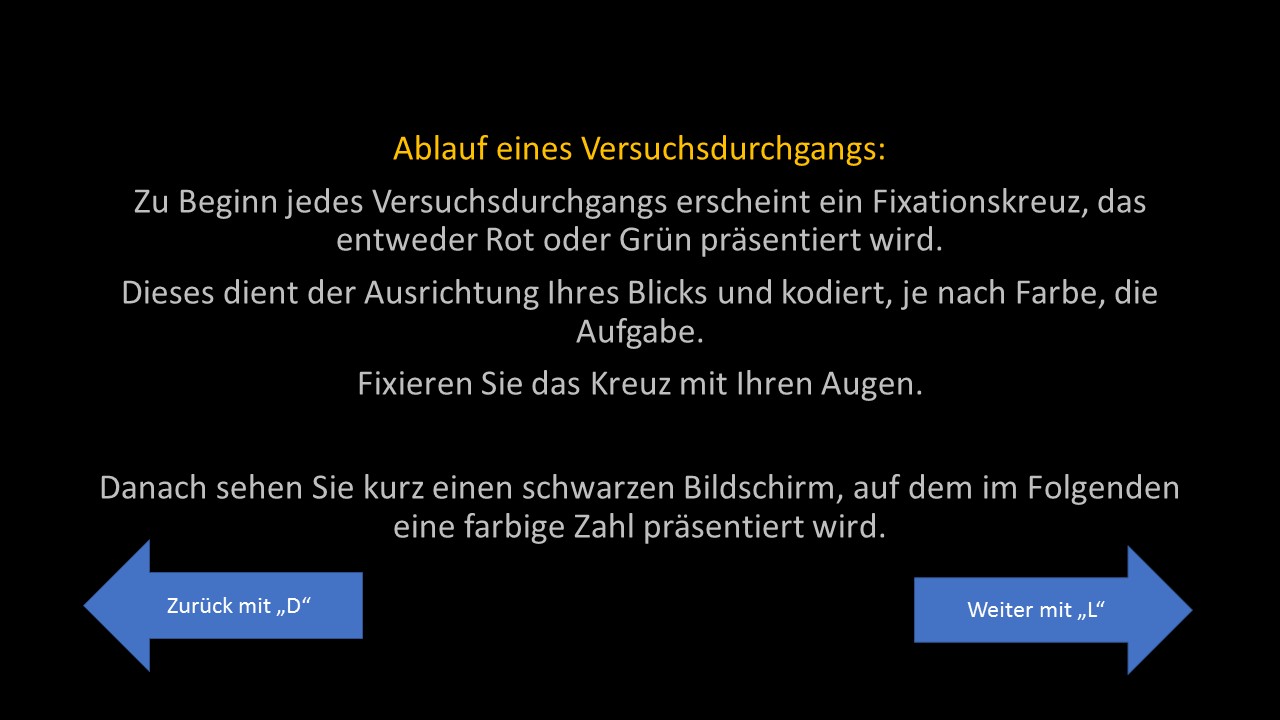 Ablauf eines Versuchsdurchgangs:
Zu Beginn jedes Versuchsdurchgangs erscheint ein Fixationskreuz, das
entweder Rot oder Grün präsentiert wird.
Dieses dient der Ausrichtung Ihres Blicks und kodiert, je nach Farbe, die
Aufgabe.
Fixieren Sie das Kreuz mit Ihren Augen.
Danach sehen Sie kurz einen schwarzen Bildschirm, auf dem im Folgenden
eine farbige Zahl präsentiert wird.
Zurück mit „D“
Weiter mit „L“